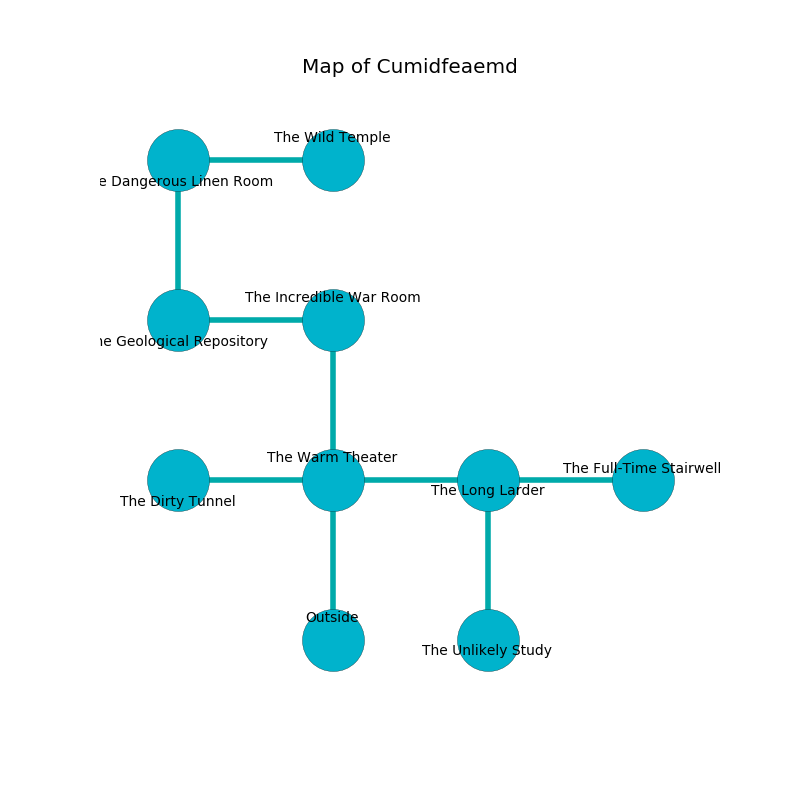 Map of Cumidfeaemd
The Wild Temple
e Dangerous Linen Room
The Incredible War Room
e Geological Repository
The Warm Theater
The Full-Time Stairwell
The Long Larder
The Dirty Tunnel
Outside
The Unlikely Study